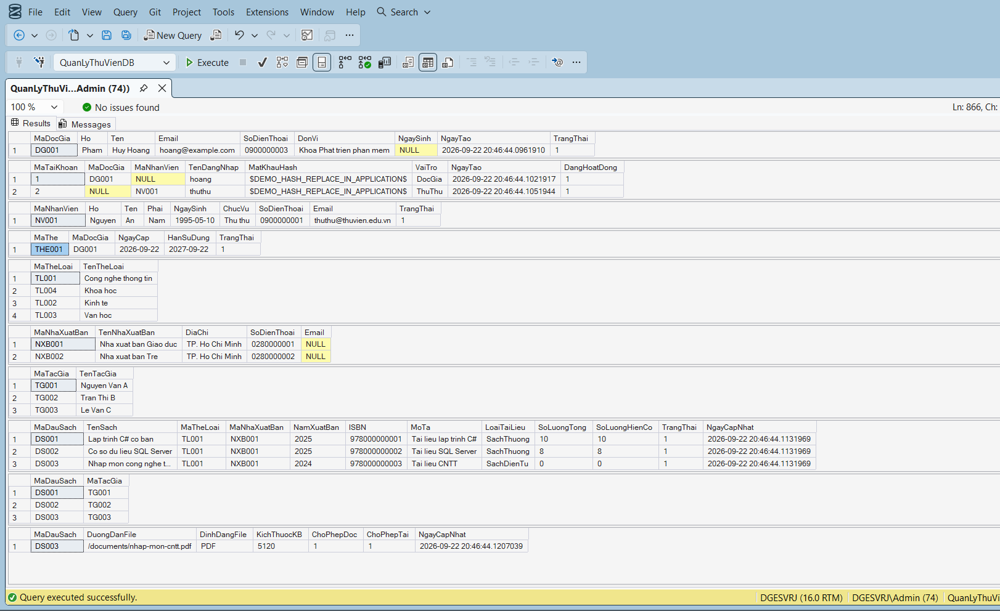 File Edit View Query Git Project Tools Extensions Window Help Search
New Query
QuanLyThuVienDB Execute
QuanLyThuVi...Admin (74))
100 % No issues found Ln: 866, Ch:
Results Messages
MaDocGia Ho Ten Email SoDienThoai DonVi NgaySinh NgayTao TrangThai
1 DG001 Pham Huy Hoang hoang@example.com 0900000003 Khoa Phat trien phan mem NULL 2026-09-22 20:46:44.0961910 1
MaTaiKhoan MaDocGia MaNhanVien TenDangNhap MatKhauHash VaiTro NgayTao DangHoatDong
1 1 DG001 NULL hoang $DEMO_HASH_REPLACE_IN_APPLICATION$ DocGia 2026-09-22 20:46:44.1021917 1
2 2 NULL NV001 thuthu $DEMO_HASH_REPLACE_IN_APPLICATION$ ThuThu 2026-09-22 20:46:44.1051944 1
MaNhanVien Ho Ten Phai NgaySinh ChucVu SoDienThoai Email TrangThai
1 NV001 Nguyen An Nam 1995-05-10 Thu thu 0900000001 thuthu@thuvien.edu.vn 1
MaThe MaDocGia NgayCap HanSuDung TrangThai
1 THE001 DG001 2026-09-22 2027-09-22 1
MaTheLoai TenTheLoai
1 TL001 Cong nghe thong tin
2 TL004 Khoa hoc
3 TL002 Kinh te
4 TL003 Van hoc
MaNhaXuatBan TenNhaXuatBan DiaChi SoDienThoai Email
1 NXB001 Nha xuat ban Giao duc TP. Ho Chi Minh 0280000001 NULL
2 NXB002 Nha xuat ban Tre TP. Ho Chi Minh 0280000002 NULL
MaTacGia TenTacGia
1 TG001 Nguyen Van A
2 TG002 Tran Thi B
3 TG003 Le Van C
MaDauSach TenSach MaTheLoai MaNhaXuatBan NamXuatBan ISBN MoTa LoaiTaiLieu SoLuongTong SoLuongHienCo TrangThai NgayCapNhat
1 DS001 Lap trinh C# co ban TL001 NXB001 2025 978000000001 Tai lieu lap trinh C# SachThuong 10 10 1 2026-09-22 20:46:44.1131969
2 DS002 Co so du lieu SQL Server TL001 NXB001 2025 978000000002 Tai lieu SQL Server SachThuong 8 8 1 2026-09-22 20:46:44.1131969
3 DS003 Nhap mon cong nghe t... TL001 NXB001 2024 978000000003 Tai lieu CNTT SachDienTu 0 0 1 2026-09-22 20:46:44.1131969
MaDauSach MaTacGia
1 DS001 TG001
2 DS002 TG002
3 DS003 TG003
MaDauSach DuongDanFile DinhDangFile KichThuocKB ChoPhepDoc ChoPhepTai NgayCapNhat
1 DS003 /documents/nhap-mon-cntt.pdf PDF 5120 1 1 2026-09-22 20:46:44.1207039
Query executed successfully. DGESVRJ (16.0 RTM) DGESVRJ\Admin (74) QuanLyThuVi